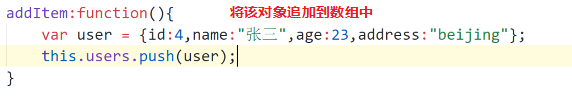 addItem:function(){ 将该对象追加到数组中
var user = {id:4,name:"张三",age:23,address:"beijing"};
this.users.push(user);
}